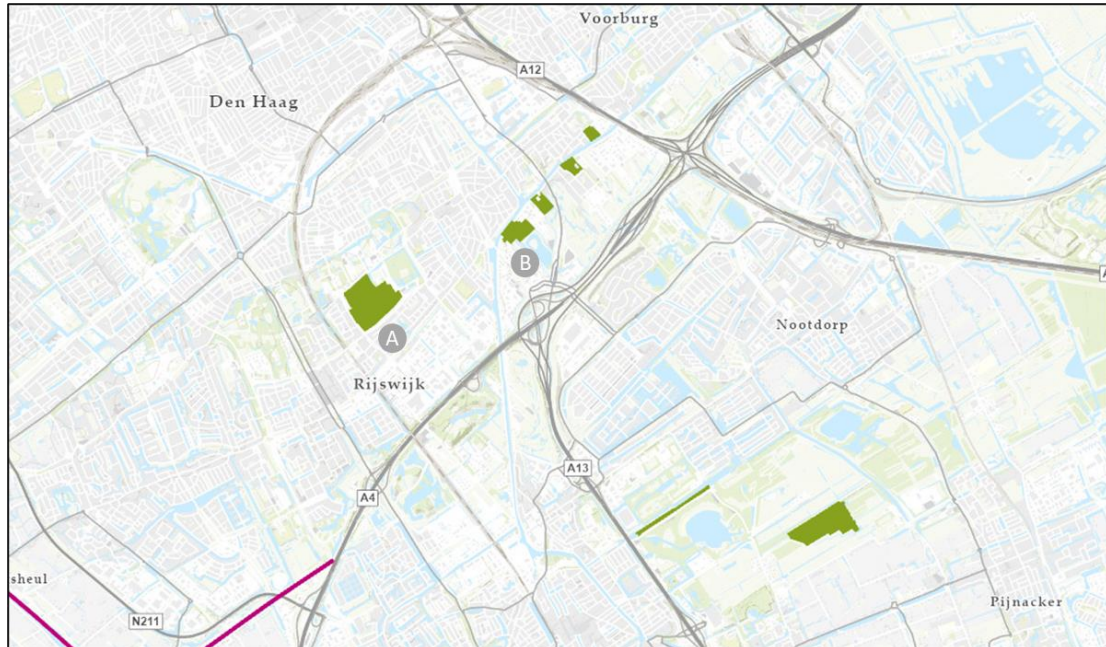 Voorburg
A12
Den Haag
B
Nootdorp
A
Rijswijk
A13
A4
sheul
N211
Pijnacker
A